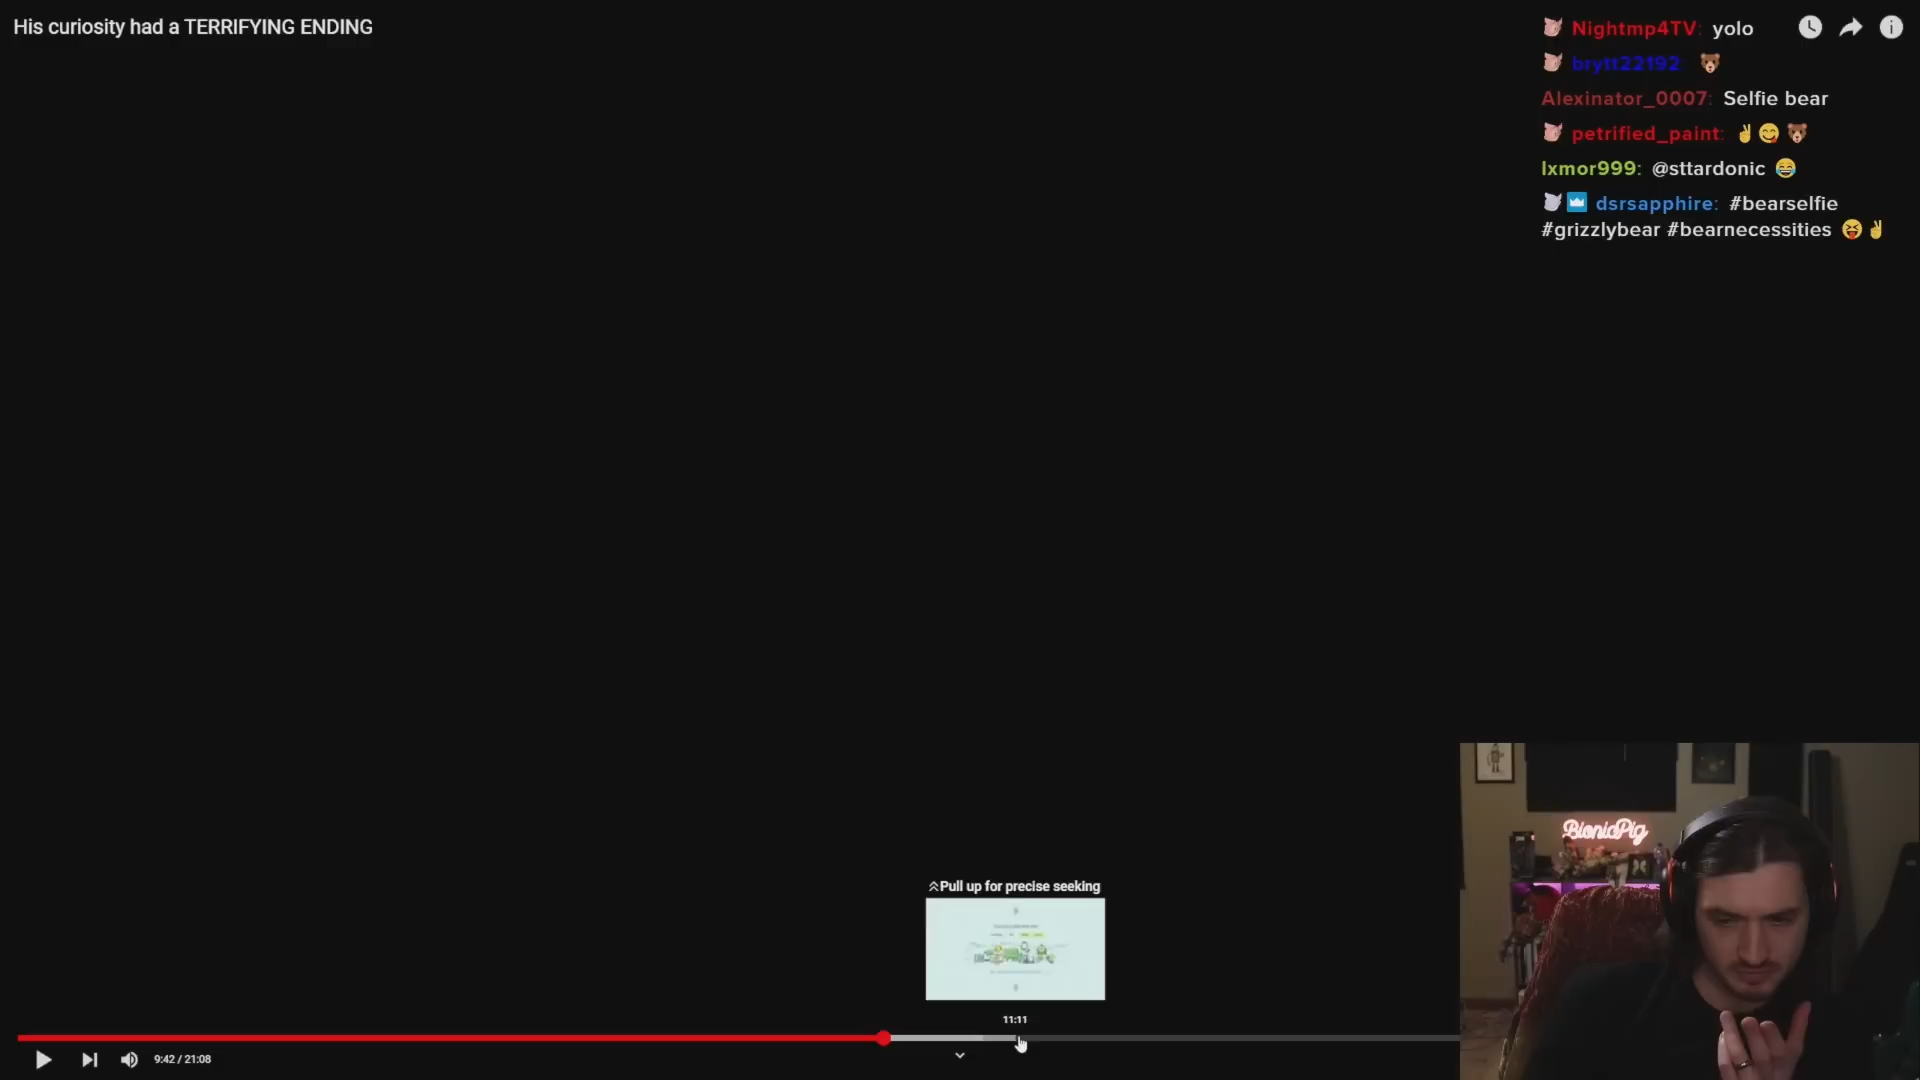 His curiosity had a TERRIFYING ENDING
Nightmp4TV: yolo
brytt22192: 🐻
Alexinator_0007: Selfie bear
petrified_paint: ✌😋🐻
lxmor999: @sttardonic 😂
dsrsapphire: #bearselfie
#grizzlybear #bearnecessities 😝✌
BionicPig
Pull up for precise seeking
11:11
9:42 / 21:08